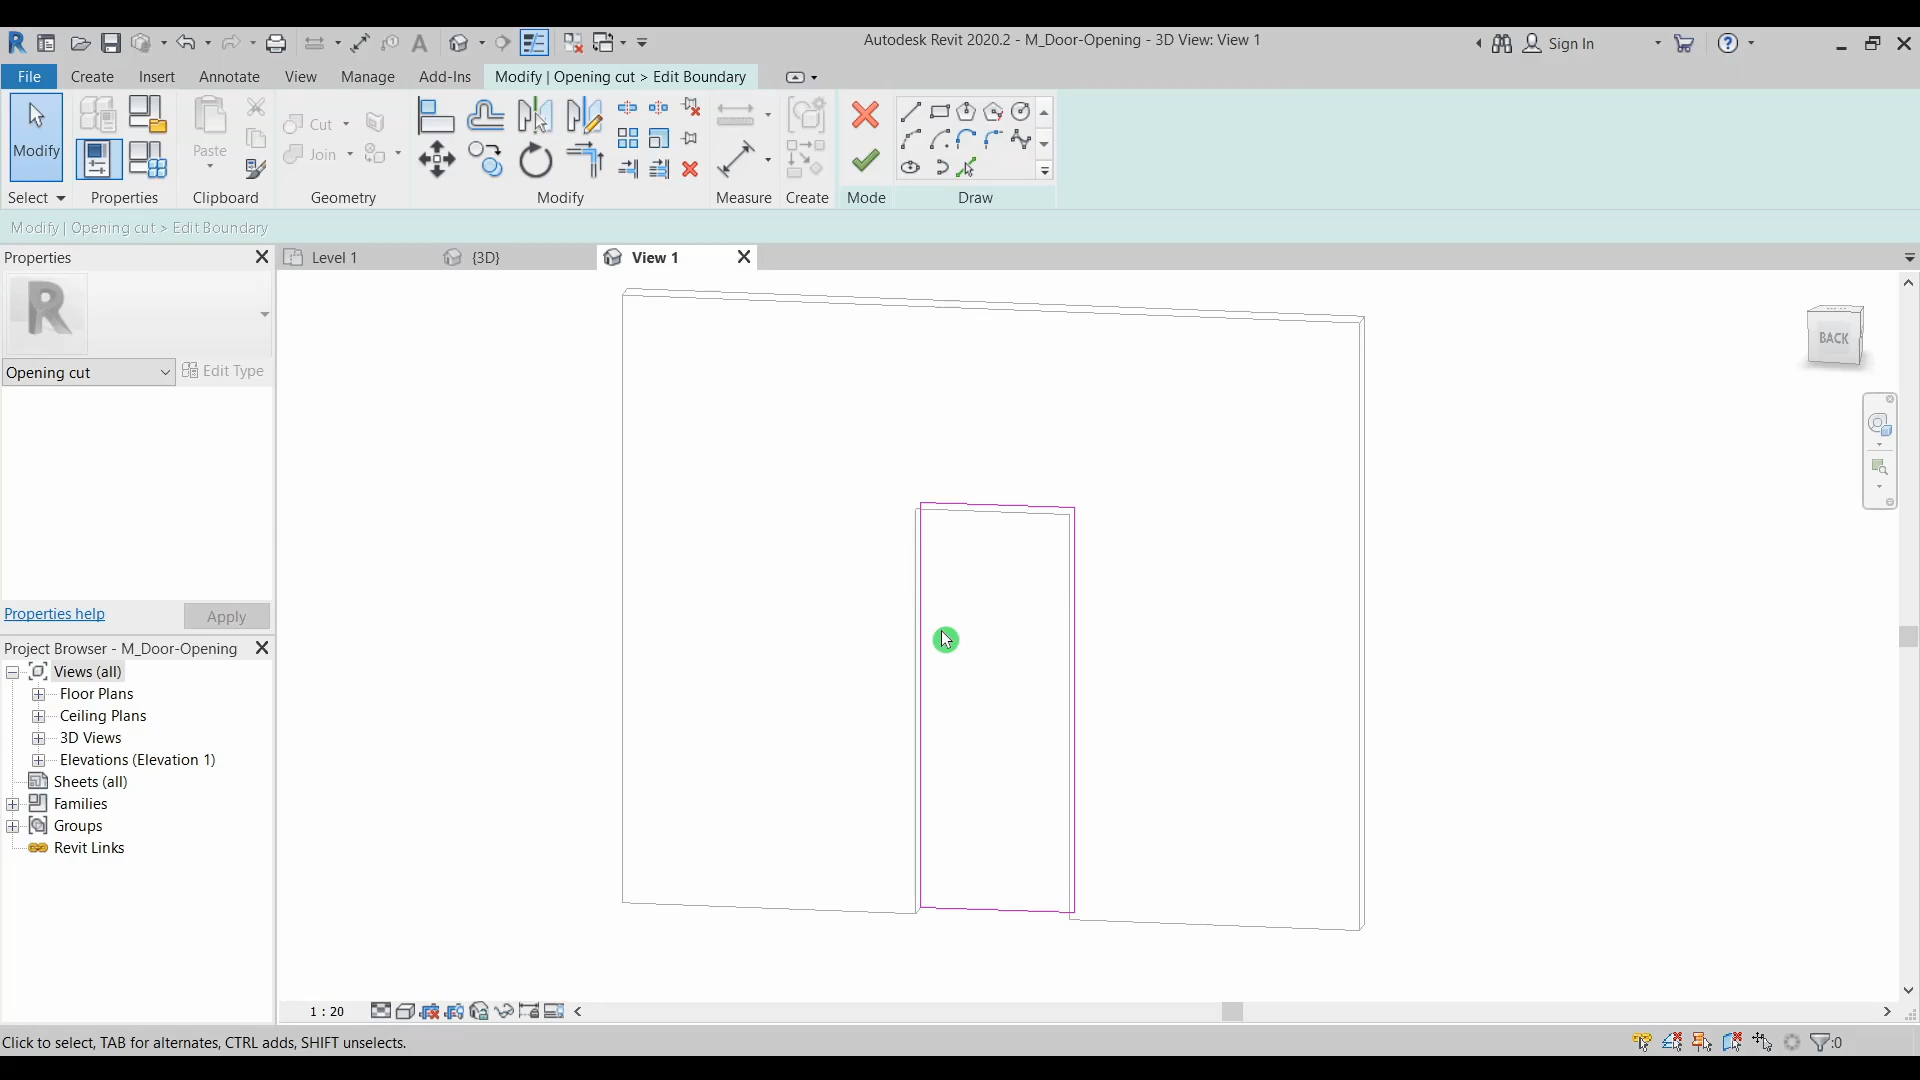 Autodesk Revit 2020.2 - M_Door-Opening - 3D View: View 1
Sign In
File
Create
Insert
Annotate
View
Manage
Add-Ins
Modify | Opening cut > Edit Boundary
Modify
Paste
Cut
Join
Select
Properties
Clipboard
Geometry
Modify
Measure
Create
Mode
Draw
Modify | Opening cut > Edit Boundary
Properties
Level 1
{3D}
View 1
Opening cut
Edit Type
BACK
Properties help
Apply
Project Browser - M_Door-Opening
Views (all)
Floor Plans
Ceiling Plans
3D Views
Elevations (Elevation 1)
Sheets (all)
Families
Groups
Revit Links
1 : 20
Click to select, TAB for alternates, CTRL adds, SHIFT unselects.
:0